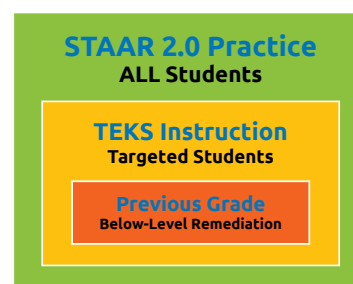 STAAR 2.0 Practice
ALL Students
TEKS Instruction
Targeted Students
Previous Grade
Below-Level Remediation